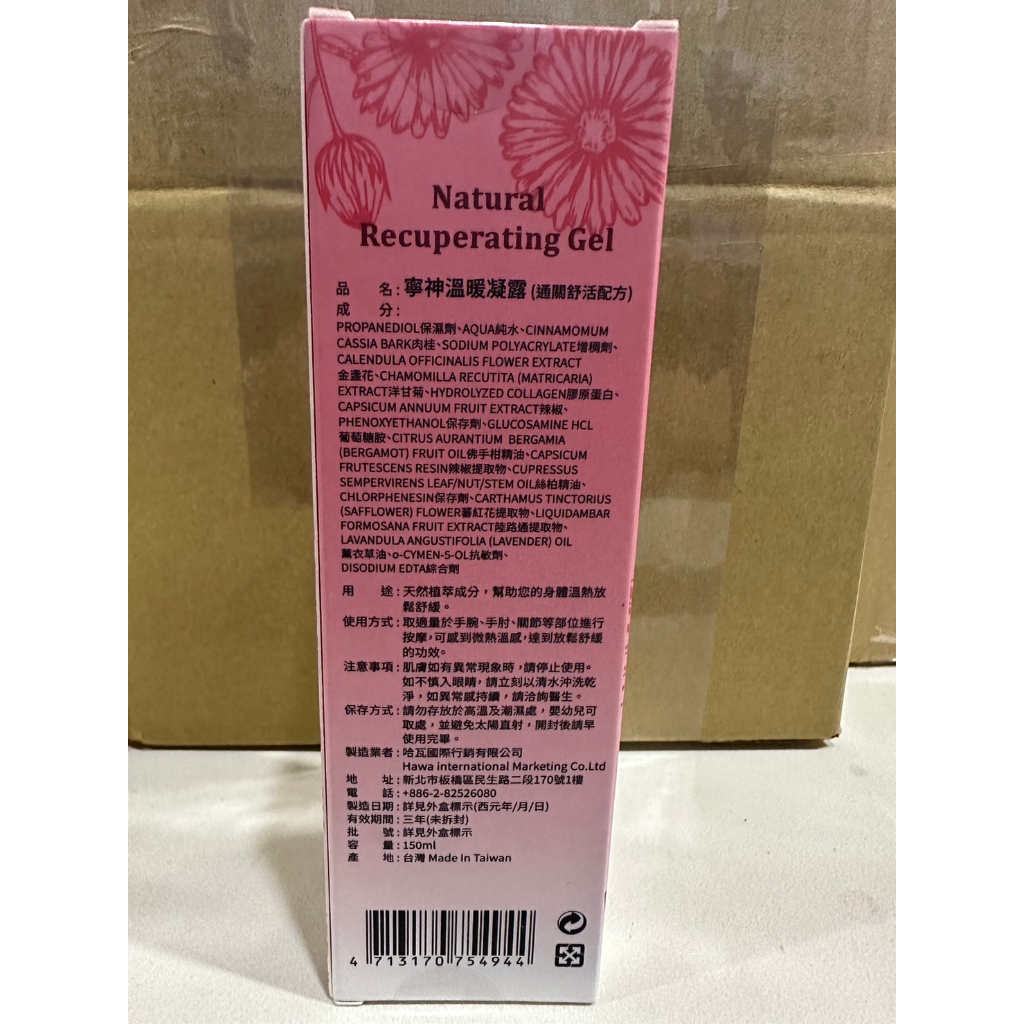 Natural
Recuperating Gel
品 名：寧神溫暖凝露 (通關舒活配方)
成 分：
PROPANEDIOL保濕劑、AQUA純水、CINNAMOMUM
CASSIA BARK肉桂、SODIUM POLYACRYLATE增稠劑、
CALENDULA OFFICINALIS FLOWER EXTRACT
金盞花、CHAMOMILLA RECUTITA (MATRICARIA)
EXTRACT洋甘菊、HYDROLYZED COLLAGEN膠原蛋白、
CAPSICUM ANNUUM FRUIT EXTRACT辣椒、
PHENOXYETHANOL保存劑、GLUCOSAMINE HCL
葡萄糖胺、CITRUS AURANTIUM BERGAMIA
(BERGAMOT) FRUIT OIL佛手柑精油、CAPSICUM
FRUTESCENS RESIN辣椒提取物、CUPRESSUS
SEMPERVIRENS LEAF/NUT/STEM OIL絲柏精油、
CHLORPHENESIN保存劑、CARTHAMUS TINCTORIUS
(SAFFLOWER) FLOWER蕃紅花提取物、LIQUIDAMBAR
FORMOSANA FRUIT EXTRACT陸路通提取物、
LAVANDULA ANGUSTIFOLIA (LAVENDER) OIL
薰衣草油、o-CYMEN-5-OL抗敏劑、
DISODIUM EDTA綜合劑
用 途：天然植萃成分，幫助您的身體溫熱放
鬆舒緩。
使用方式：取適量於手腕、手肘、關節等部位進行
按摩，可感到微熱溫感，達到放鬆舒緩
的功效。
注意事項：肌膚如有異常現象時，請停止使用。
如不慎入眼睛，請立刻以清水沖洗乾
淨，如異常感持續，請洽詢醫生。
保存方式：請勿存放於高溫及潮濕處，嬰幼兒可
取處，並避免太陽直射，開封後請早
使用完畢。
製造業者：哈瓦國際行銷有限公司
Hawa international Marketing Co.Ltd
地 址：新北市板橋區民生路二段170號1樓
電 話：+886-2-82526080
製造日期：詳見外盒標示(西元年/月/日)
有效期間：三年(未拆封)
批 號：詳見外盒標示
容 量：150ml
產 地：台灣 Made in Taiwan
4 713170 754944